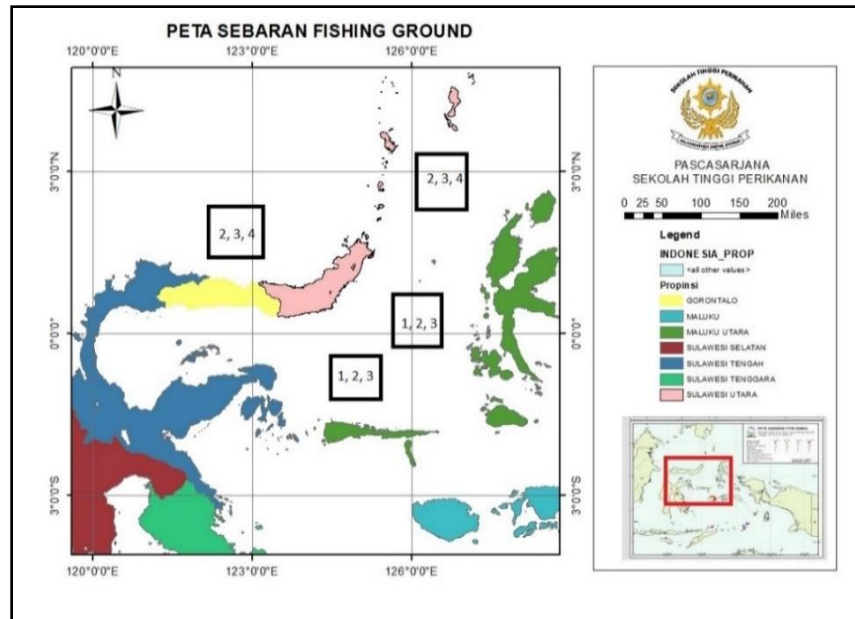 PETA SEBARAN FISHING GROUND
120°0'0"E 123°0'0"E 126°0'0"E
N
3°0'0"N 3°0'0"N
2, 3, 4
2, 3, 4
0°0'0" 0°0'0"
1, 2, 3
1, 2, 3
3°0'0"S 3°0'0"S
120°0'0"E 123°0'0"E 126°0'0"E
SEKOLAH TINGGI PERIKANAN
PASCASARJANA
SEKOLAH TINGGI PERIKANAN
0 25 50 100 150 200
Miles
Legend
INDONESIA_PROP
<all other values>
Propinsi
GORONTALO
MALUKU
MALUKU UTARA
SULAWESI SELATAN
SULAWESI TENGAH
SULAWESI TENGGARA
SULAWESI UTARA